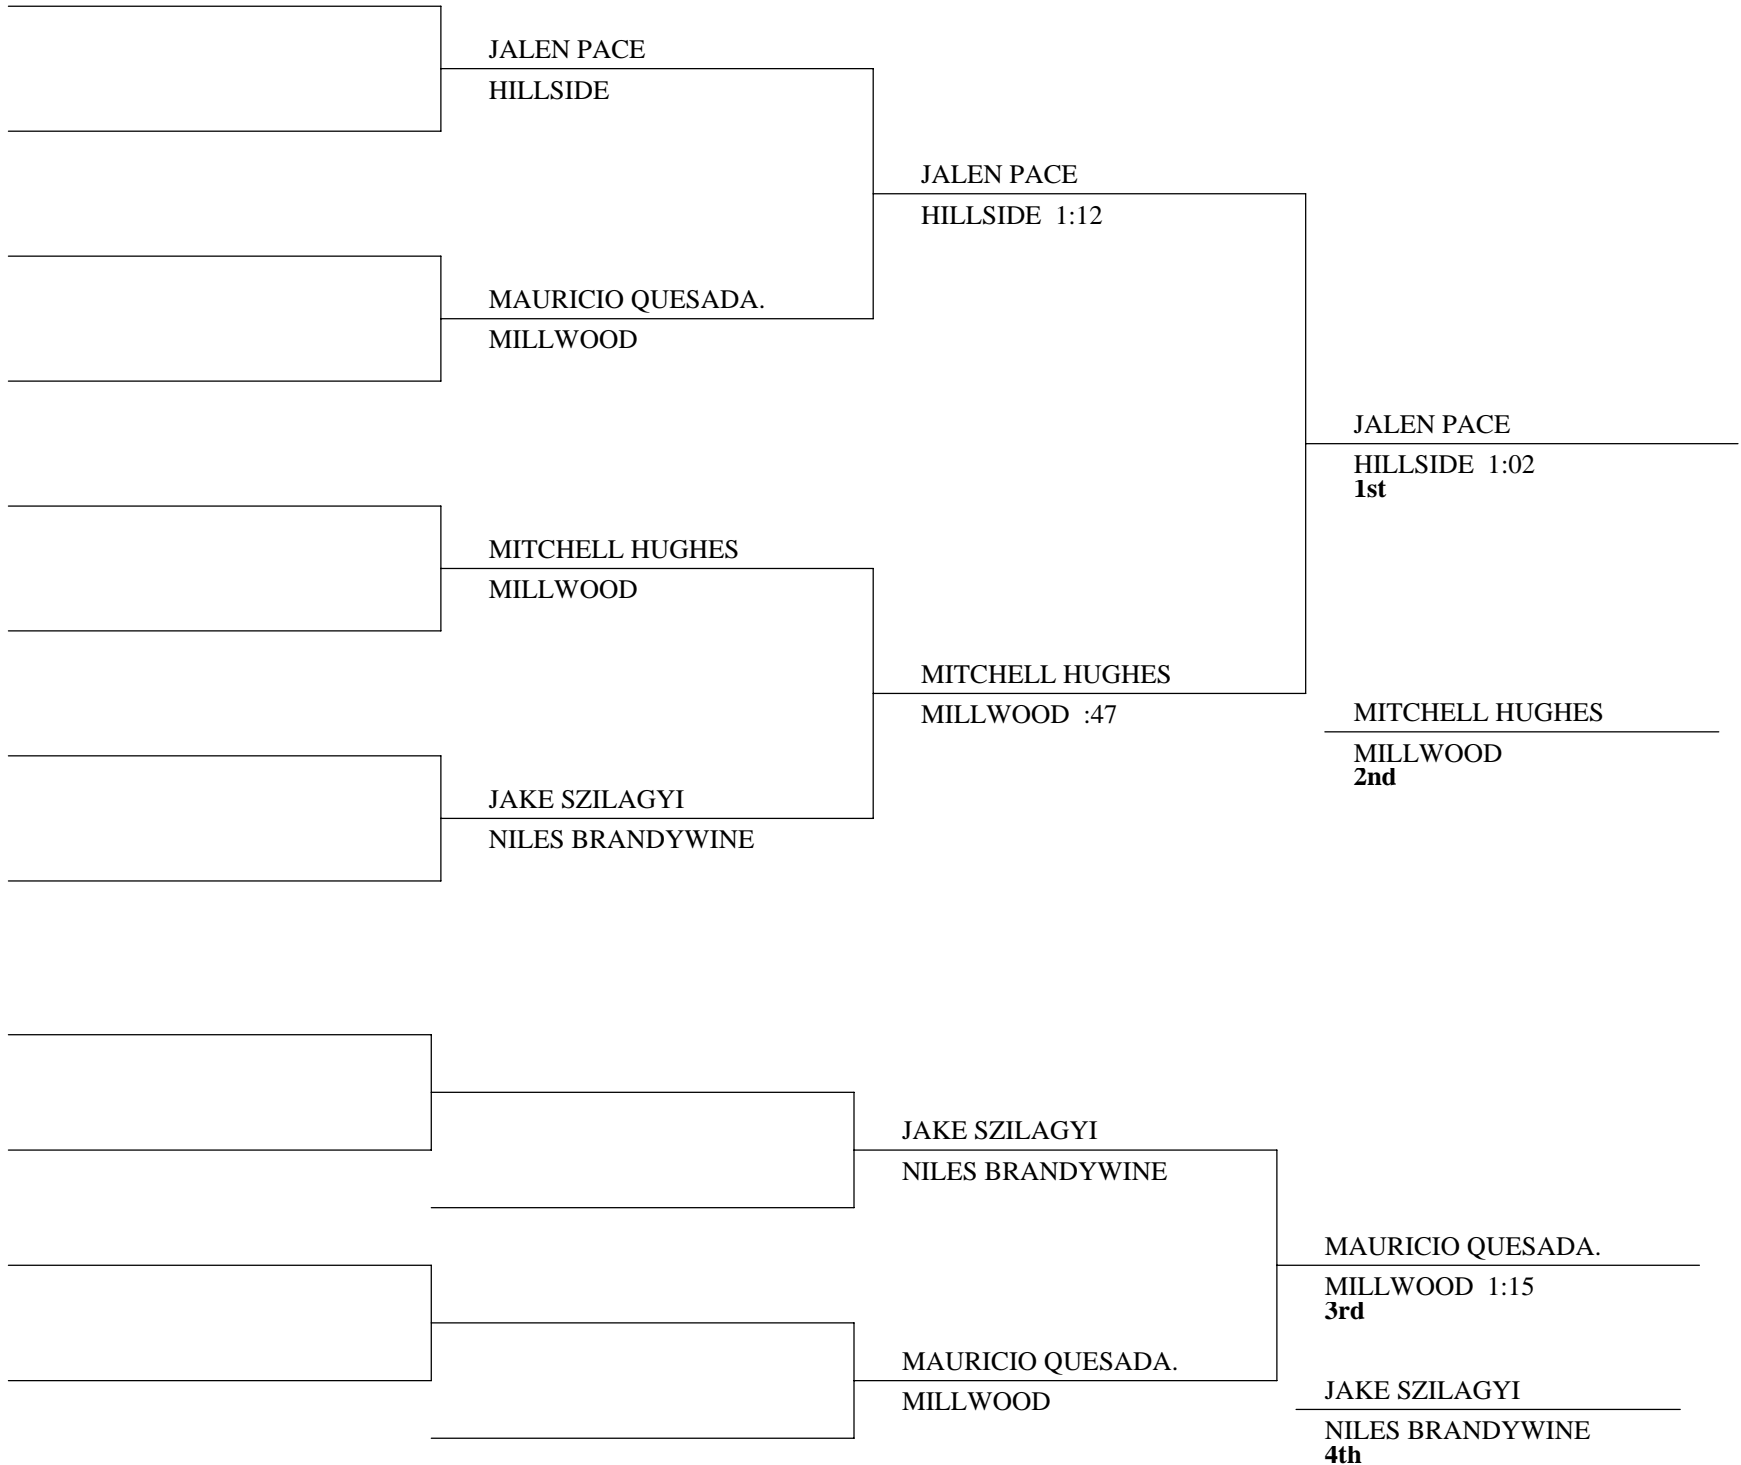 JALEN PACE
HILLSIDE
JALEN PACE
HILLSIDE  1:12
MAURICIO QUESADA.
MILLWOOD
JALEN PACE
HILLSIDE  1:02
1st
MITCHELL HUGHES
MILLWOOD
MITCHELL HUGHES
MILLWOOD  :47
MITCHELL HUGHES
MILLWOOD
2nd
JAKE SZILAGYI
NILES BRANDYWINE
JAKE SZILAGYI
NILES BRANDYWINE
MAURICIO QUESADA.
MILLWOOD  1:15
3rd
MAURICIO QUESADA.
MILLWOOD
JAKE SZILAGYI
NILES BRANDYWINE
4th